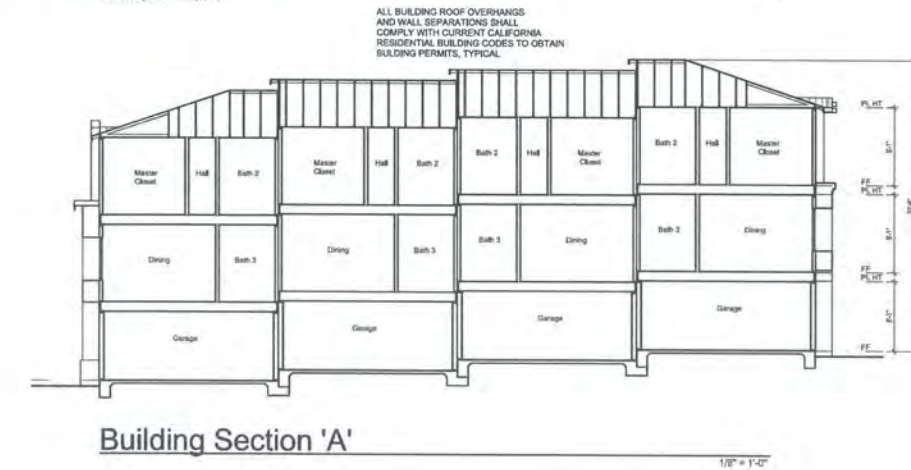 ALL BUILDING ROOF OVERHANGS
AND WALL SEPARATIONS SHALL
COMPLY WITH CURRENT CALIFORNIA
RESIDENTIAL BUILDING CODES TO OBTAIN
BUILDING PERMITS, TYPICAL
PL HT
Bath 2
Hall
Master
Closet
Bath 2
Hall
Master
Closet
Master
Closet
Hall
Bath 2
Master
Closet
Hall
Bath 2
FF
PL HT
Dining
Bath 3
Dining
Bath 3
Bath 3
Dining
Dining
FF
PL HT
Garage
Garage
Garage
Garage
FF
Building Section 'A'
1/8" = 1'-0"